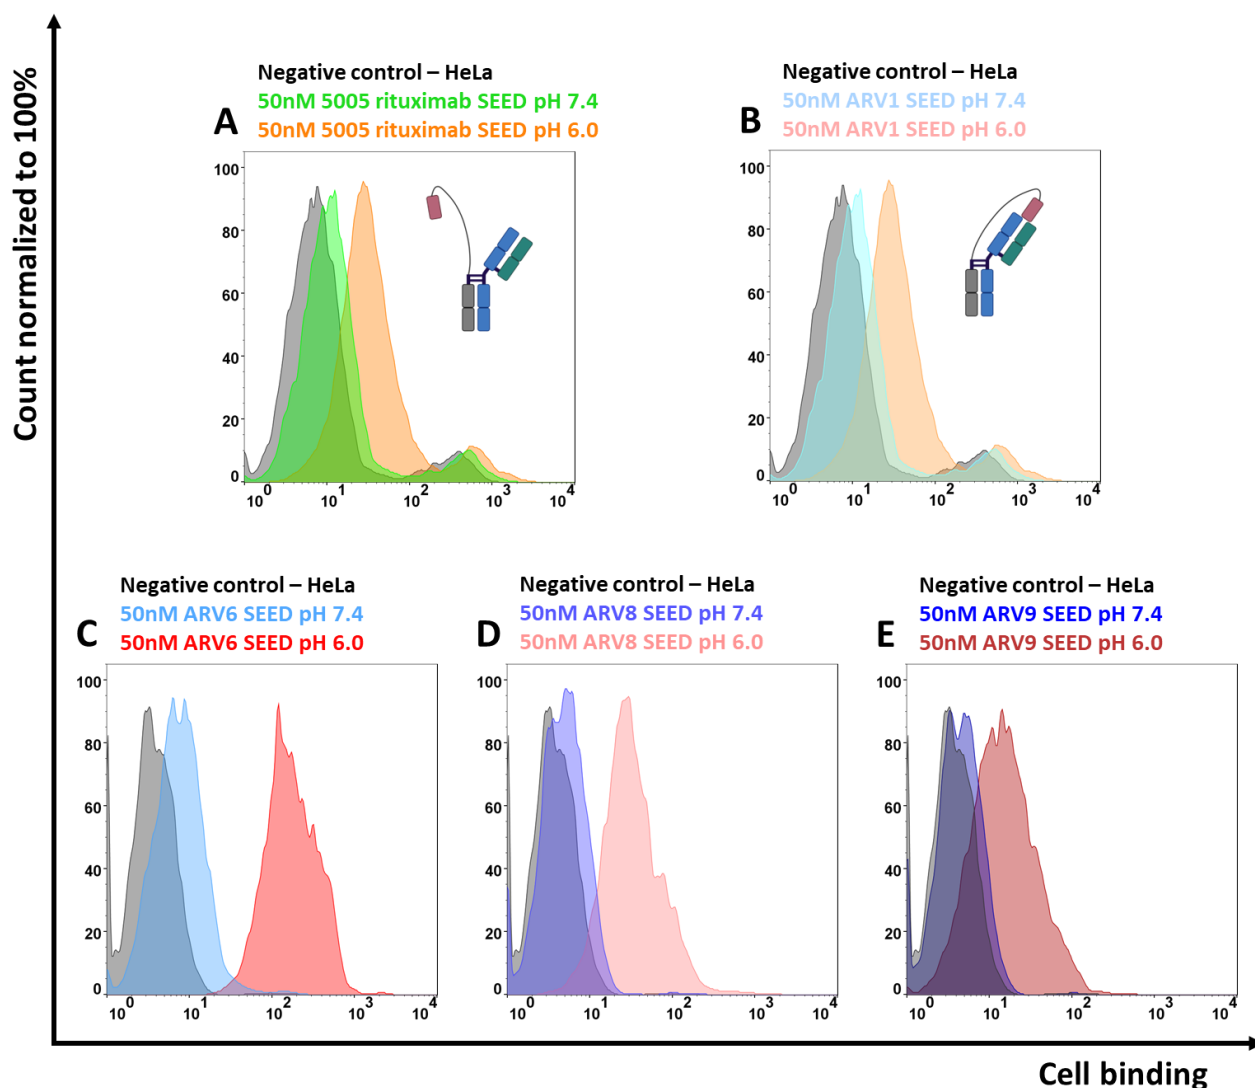 Count normalized to 100%
A
Negative control – HeLa
50nM 5005 rituximab SEED pH 7.4
50nM 5005 rituximab SEED pH 6.0
100
80
60
40
20
0
10 0 10 1 10 2 10 3 10 4
B
Negative control – HeLa
50nM ARV1 SEED pH 7.4
50nM ARV1 SEED pH 6.0
100
80
60
40
20
0
10 0 10 1 10 2 10 3 10 4
C
Negative control – HeLa
50nM ARV6 SEED pH 7.4
50nM ARV6 SEED pH 6.0
100
80
60
40
20
0
10 0 10 1 10 2 10 3 10 4
D
Negative control – HeLa
50nM ARV8 SEED pH 7.4
50nM ARV8 SEED pH 6.0
100
80
60
40
20
0
10 0 10 1 10 2 10 3 10 4
E
Negative control – HeLa
50nM ARV9 SEED pH 7.4
50nM ARV9 SEED pH 6.0
100
80
60
40
20
0
10 0 10 1 10 2 10 3 10 4
Cell binding